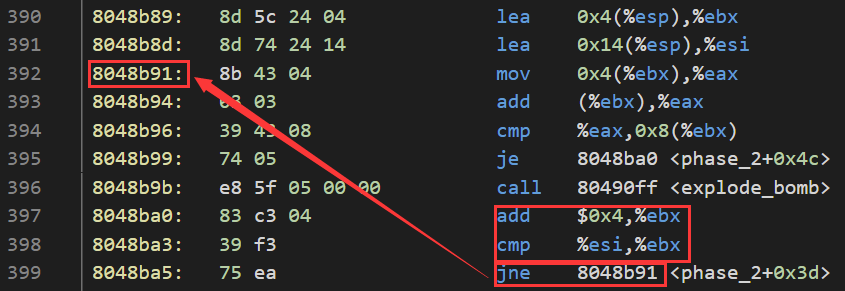 390 8048b89: 8d 5c 24 04 lea 0x4(%esp),%ebx
391 8048b8d: 8d 74 24 14 lea 0x14(%esp),%esi
392 8048b91: 8b 43 04 mov 0x4(%ebx),%eax
393 8048b94: 03 03 add (%ebx),%eax
394 8048b96: 39 43 08 cmp %eax,0x8(%ebx)
395 8048b99: 74 05 je 8048ba0 <phase_2+0x4c>
396 8048b9b: e8 5f 05 00 00 call 80490ff <explode_bomb>
397 8048ba0: 83 c3 04 add $0x4,%ebx
398 8048ba3: 39 f3 cmp %esi,%ebx
399 8048ba5: 75 ea jne 8048b91 <phase_2+0x3d>